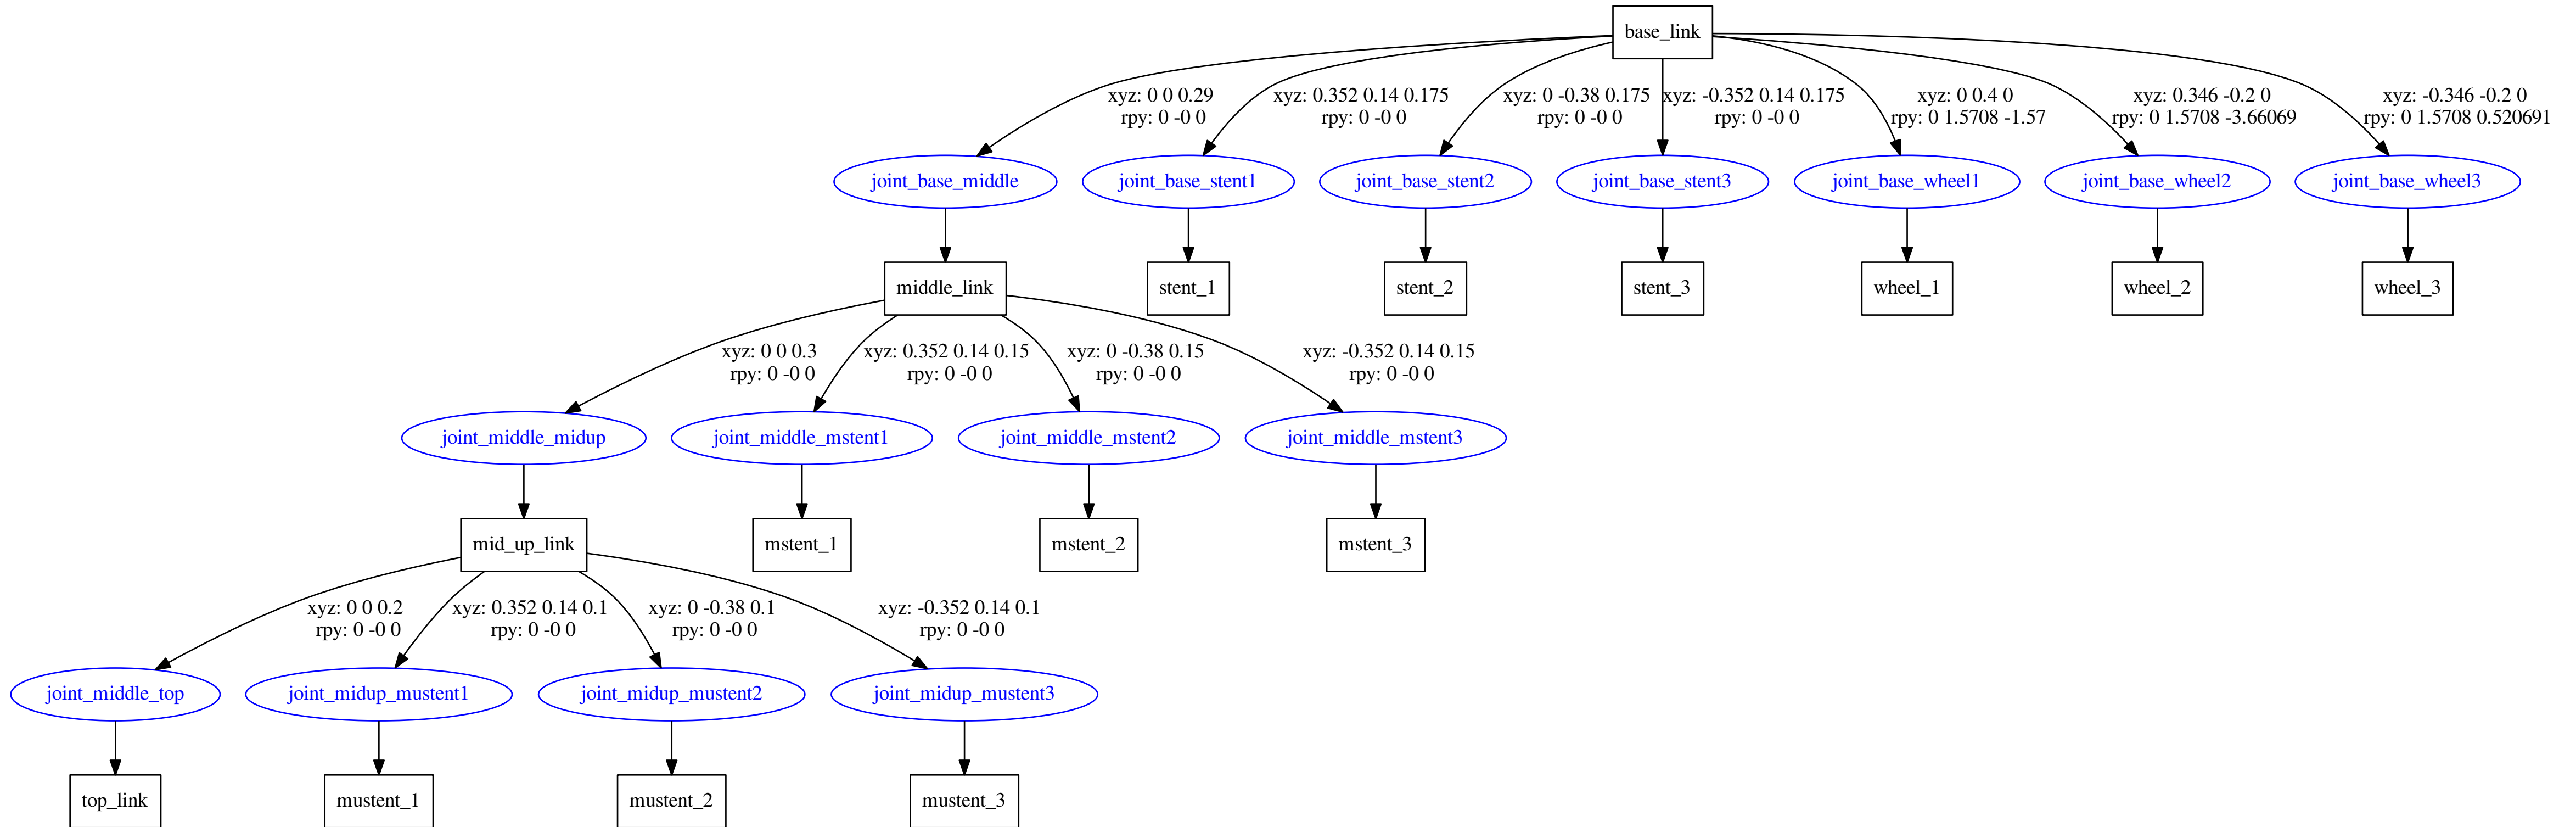 base_link
xyz: 0 0 0.29
rpy: 0 -0 0
xyz: 0.352 0.14 0.175
rpy: 0 -0 0
xyz: 0 -0.38 0.175
rpy: 0 -0 0
xyz: -0.352 0.14 0.175
rpy: 0 -0 0
xyz: 0 0.4 0
rpy: 0 1.5708 -1.57
xyz: 0.346 -0.2 0
rpy: 0 1.5708 -3.66069
xyz: -0.346 -0.2 0
rpy: 0 1.5708 0.520691
joint_base_middle
joint_base_stent1
joint_base_stent2
joint_base_stent3
joint_base_wheel1
joint_base_wheel2
joint_base_wheel3
middle_link
stent_1
stent_2
stent_3
wheel_1
wheel_2
wheel_3
xyz: 0 0 0.3
rpy: 0 -0 0
xyz: 0.352 0.14 0.15
rpy: 0 -0 0
xyz: 0 -0.38 0.15
rpy: 0 -0 0
xyz: -0.352 0.14 0.15
rpy: 0 -0 0
joint_middle_midup
joint_middle_mstent1
joint_middle_mstent2
joint_middle_mstent3
mid_up_link
mstent_1
mstent_2
mstent_3
xyz: 0 0 0.2
rpy: 0 -0 0
xyz: 0.352 0.14 0.1
rpy: 0 -0 0
xyz: 0 -0.38 0.1
rpy: 0 -0 0
xyz: -0.352 0.14 0.1
rpy: 0 -0 0
joint_middle_top
joint_midup_mustent1
joint_midup_mustent2
joint_midup_mustent3
top_link
mustent_1
mustent_2
mustent_3